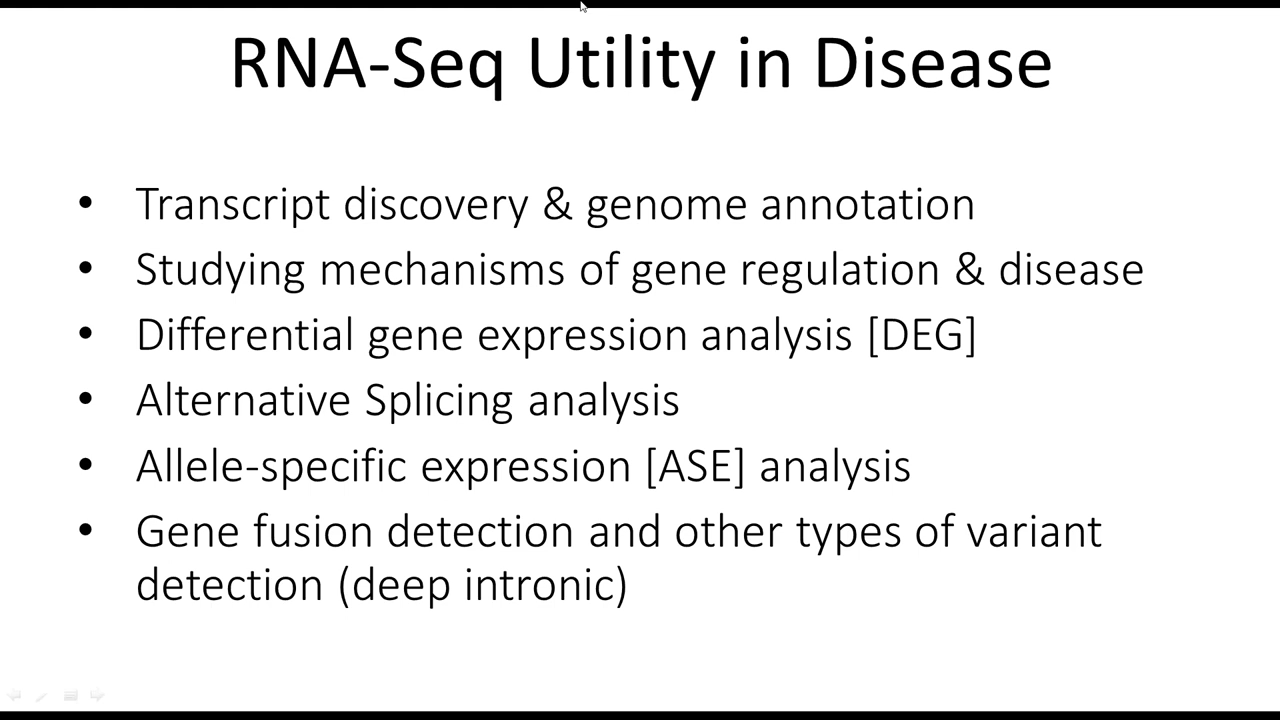 RNA-Seq Utility in Disease
• Transcript discovery & genome annotation
• Studying mechanisms of gene regulation & disease
• Differential gene expression analysis [DEG]
• Alternative Splicing analysis
• Allele-specific expression [ASE] analysis
• Gene fusion detection and other types of variant
detection (deep intronic)